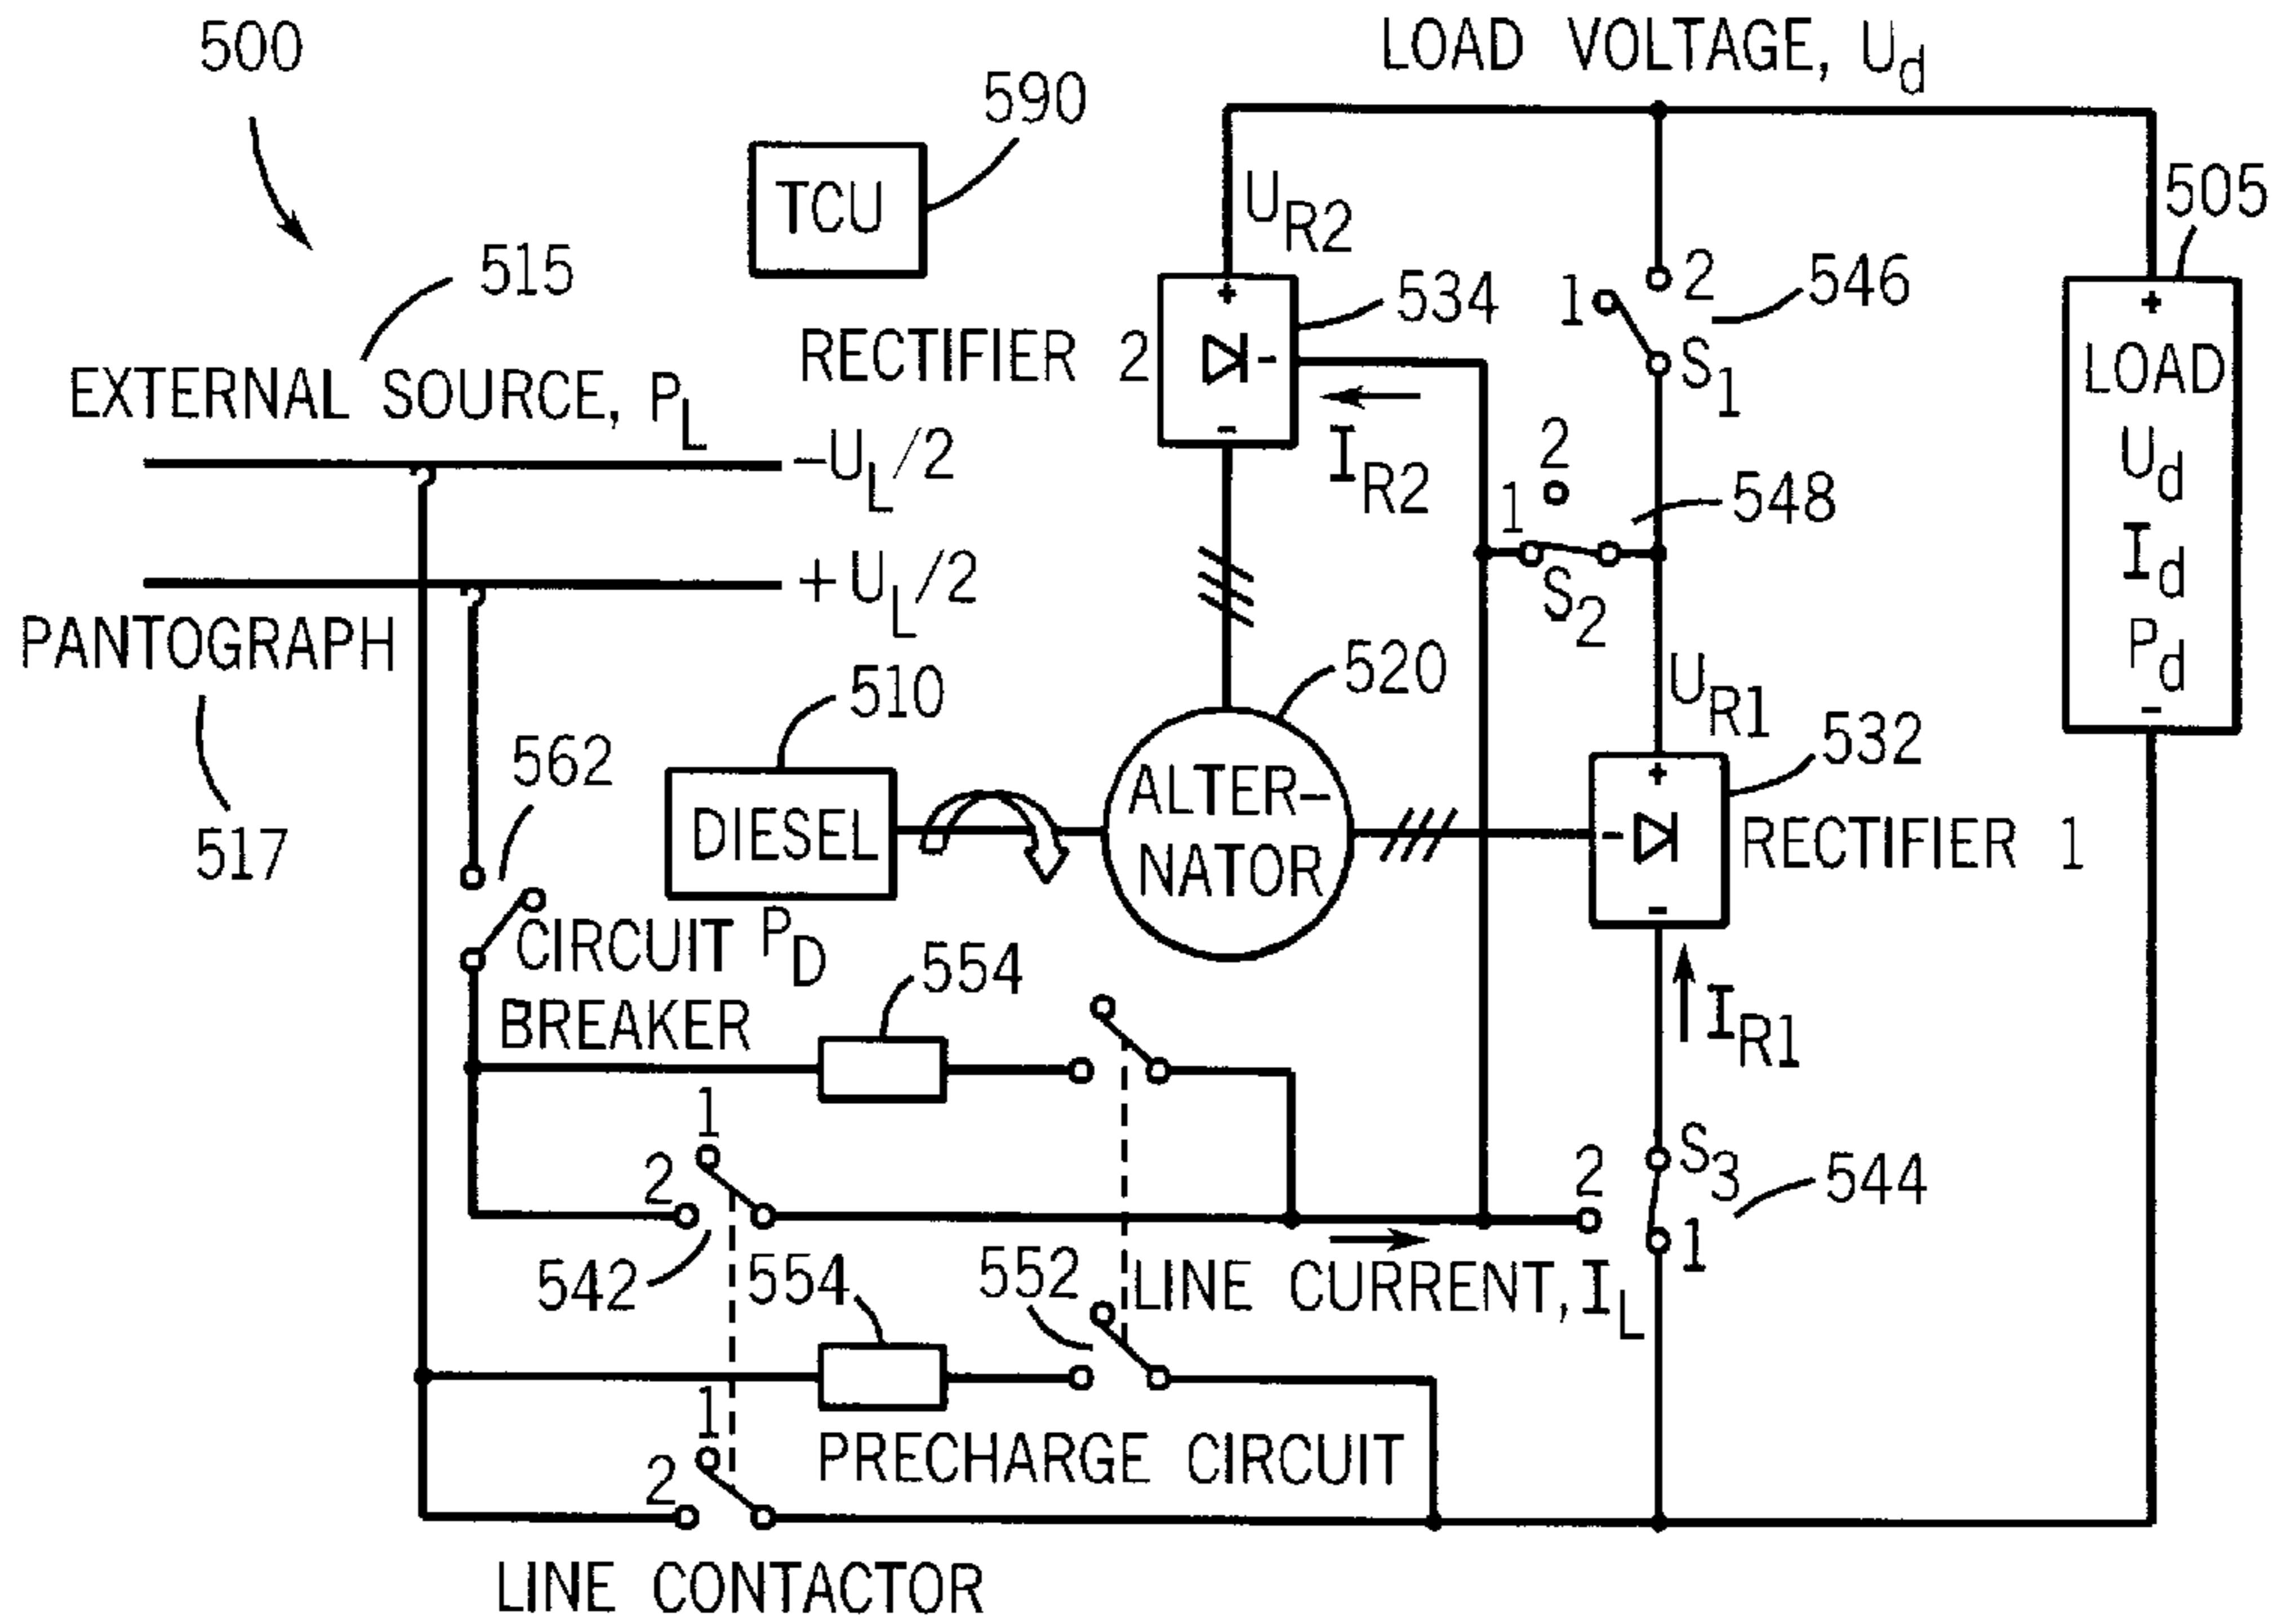 500
590
TCU
LOAD VOLTAGE, Ud
515
EXTERNAL SOURCE, PL
-UL/2
+UL/2
PANTOGRAPH
517
UR2
+
534
RECTIFIER 2
-
-
IR2
1
2
546
S1
2
1
548
S2
505
+
LOAD
Ud
Id
Pd
-
510
DIESEL
PD
520
ALTER-
NATOR
UR1
532
+
-
RECTIFIER 1
-
IR1
562
CIRCUIT
BREAKER
554
1
2
542
2
S3
544
1
LINE CURRENT, IL
554
552
1
2
PRECHARGE CIRCUIT
LINE CONTACTOR